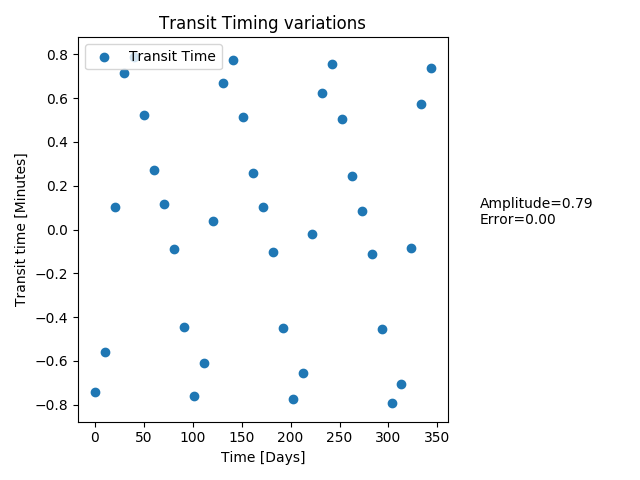 Transit Timing variations
Transit Time
Transit time [Minutes]
0.8
0.6
0.4
0.2
0.0
−0.2
−0.4
−0.6
−0.8
0
50
100
150
200
250
300
350
Time [Days]
Amplitude=0.79
Error=0.00